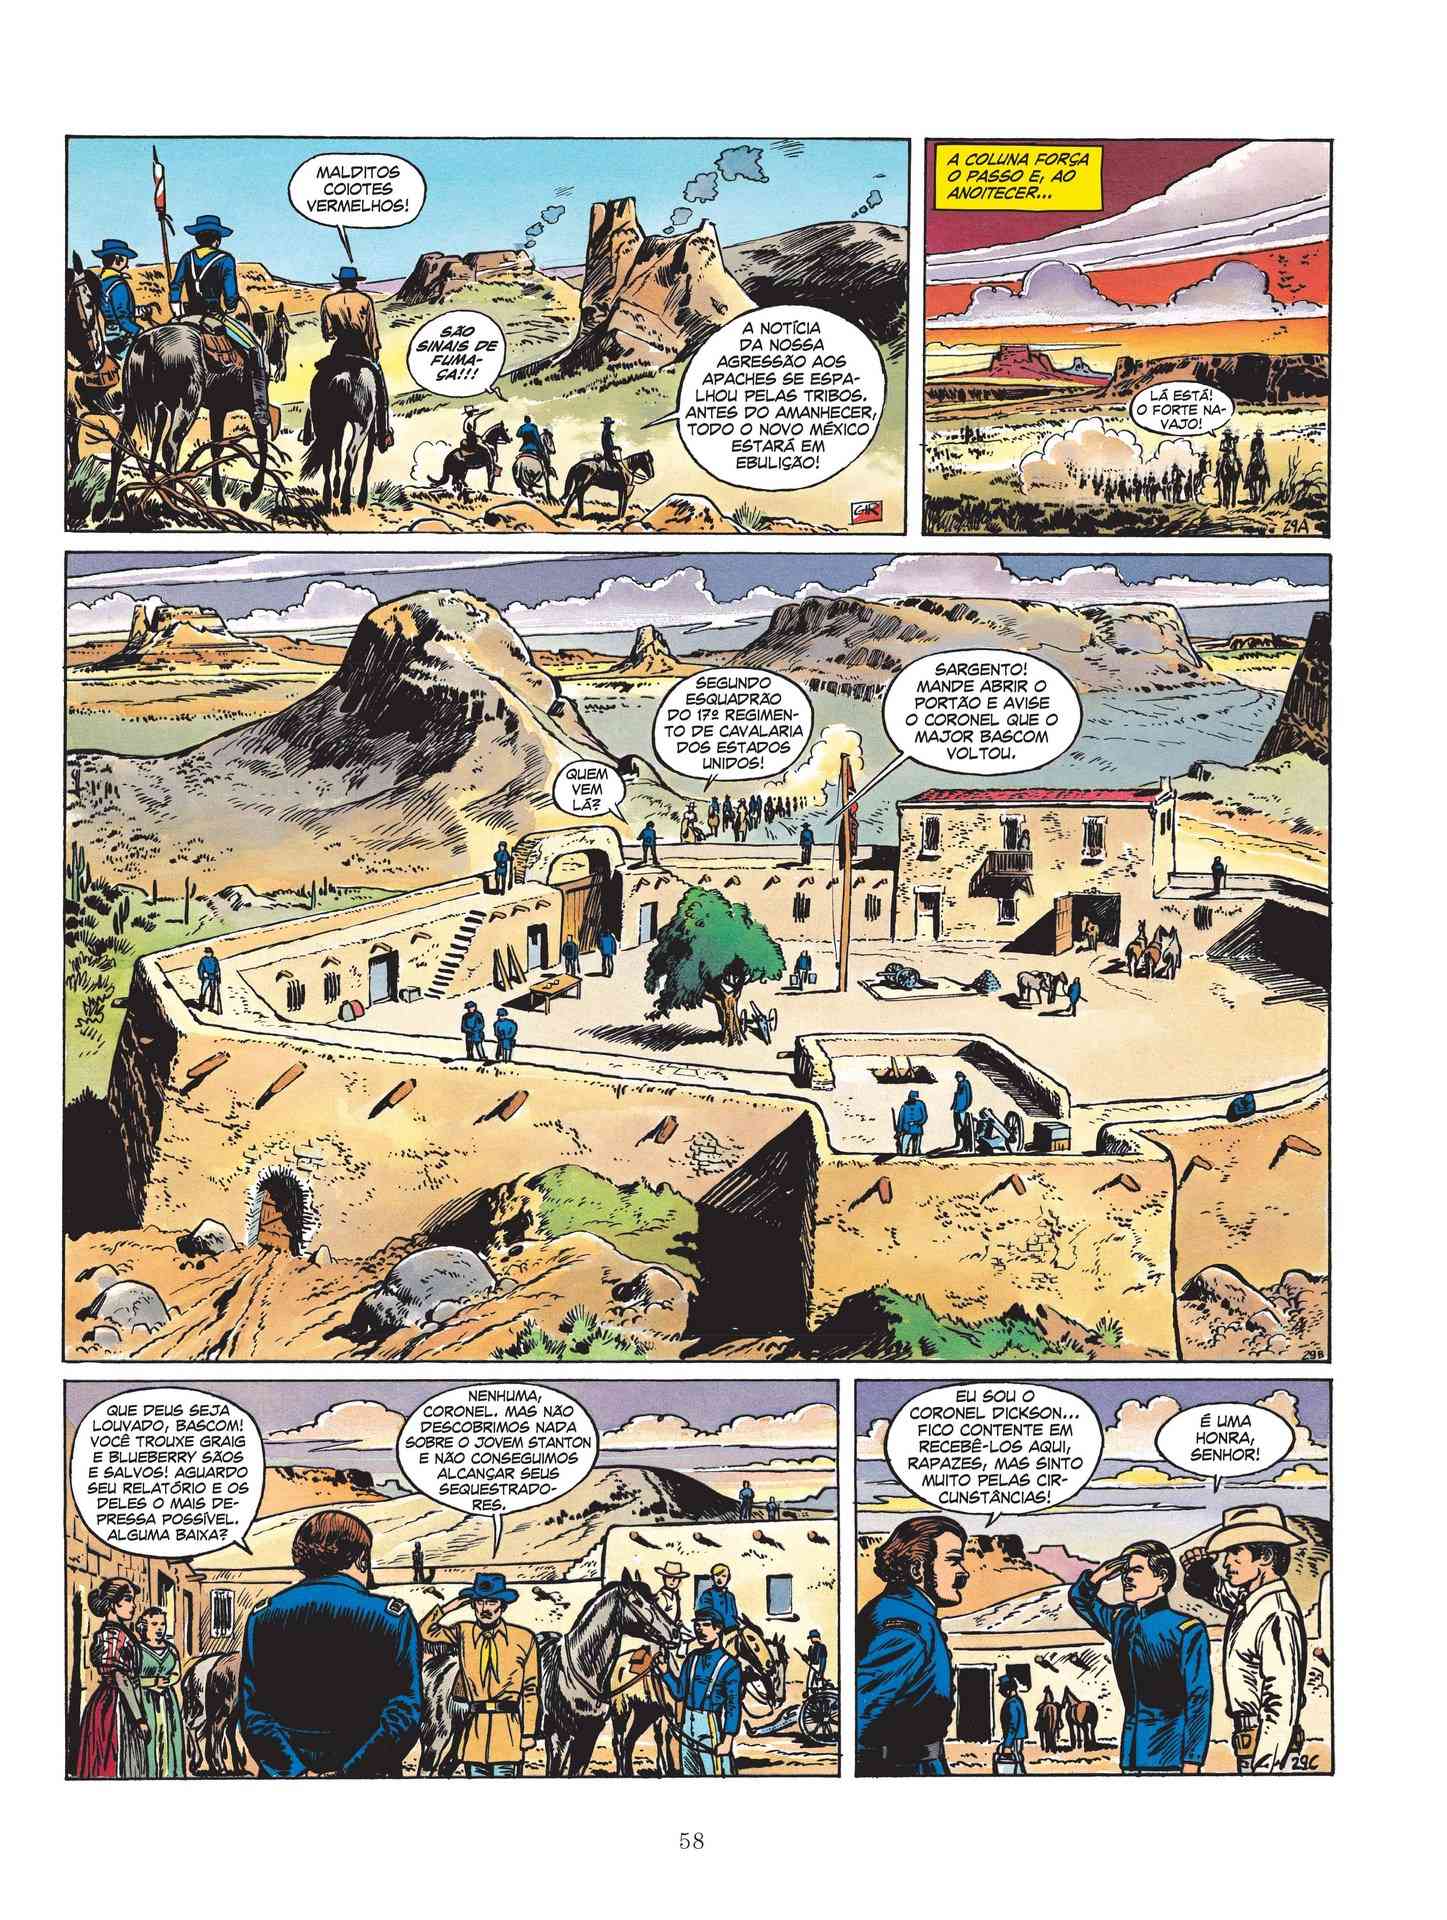 MALDITOS
COIOTES
VERMELHOS!
SÃO
SINAIS DE
FUMA-
ÇA!!!
A NOTÍCIA
DA NOSSA
AGRESSÃO AOS
APACHES SE ESPA-
LHOU PELAS TRIBOS.
ANTES DO AMANHECER,
TODO O NOVO MÉXICO
ESTARÁ EM
EBULIÇÃO!
GIR
A COLUNA FORÇA
O PASSO E, AO
ANOITECER...
LÁ ESTÁ!
O FORTE NA-
VAJO!
29A
QUEM
VEM
LÁ?
SEGUNDO
ESQUADRÃO
DO 17º REGIMEN-
TO DE CAVALARIA
DOS ESTADOS
UNIDOS!
SARGENTO!
MANDE ABRIR O
PORTÃO E AVISE
O CORONEL QUE O
MAJOR BASCOM
VOLTOU.
29B
QUE DEUS SEJA
LOUVADO, BASCOM!
VOCÊ TROUXE GRAIG
E BLUEBERRY SÃOS
E SALVOS! AGUARDO
SEU RELATÓRIO E OS
DELES O MAIS DE-
PRESSA POSSÍVEL.
ALGUMA BAIXA?
NENHUMA,
CORONEL. MAS NÃO
DESCOBRIMOS NADA
SOBRE O JOVEM STANTON
E NÃO CONSEGUIMOS
ALCANÇAR SEUS
SEQUESTRADO-
RES.
EU SOU O
CORONEL DICKSON...
FICO CONTENTE EM
RECEBÊ-LOS AQUI,
RAPAZES, MAS SINTO
MUITO PELAS CIR-
CUNSTÂNCIAS!
É UMA
HONRA,
SENHOR!
29C
58